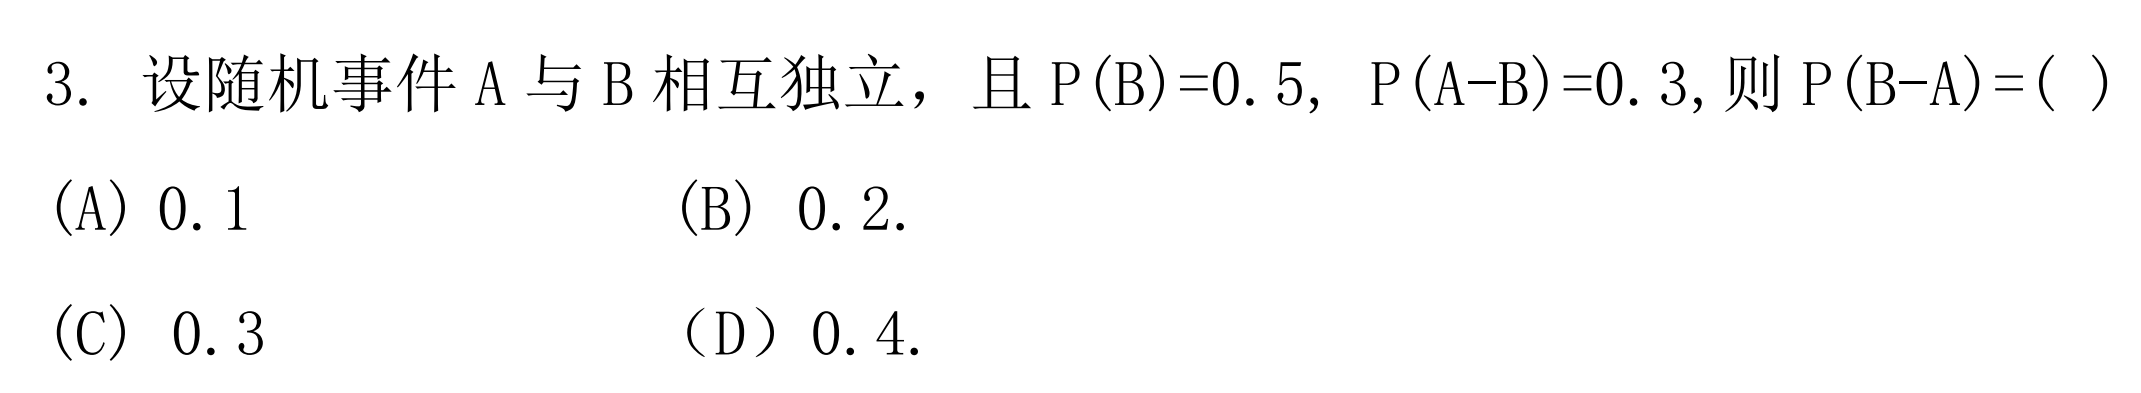 3. 设随机事件 A 与 B 相互独立，且 P(B)=0.5, P(A-B)=0.3,则 P(B-A)=( )
(A) 0.1 (B) 0.2.
(C) 0.3 （D）0.4.